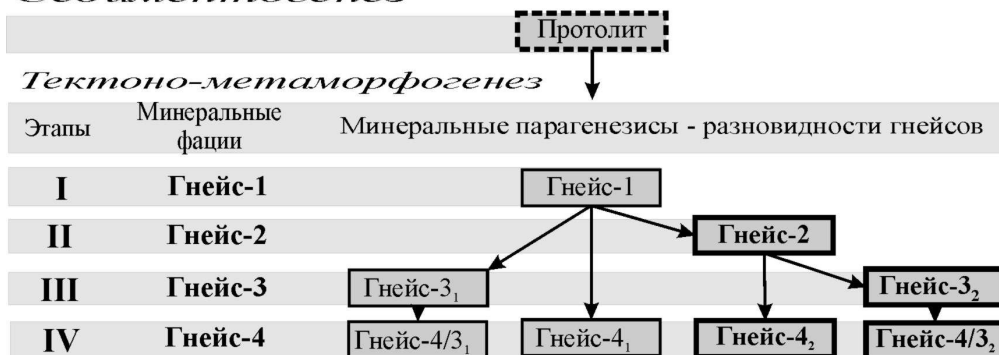 Протолит
Тектоно-метаморфогенез
Этапы Минеральные фации Минеральные парагенезисы - разновидности гнейсов
I Гнейс-1 Гнейс-1
II Гнейс-2 Гнейс-2
III Гнейс-3 Гнейс-3₁ Гнейс-3₂
IV Гнейс-4 Гнейс-4/3₁ Гнейс-4₁ Гнейс-4₂ Гнейс-4/3₂